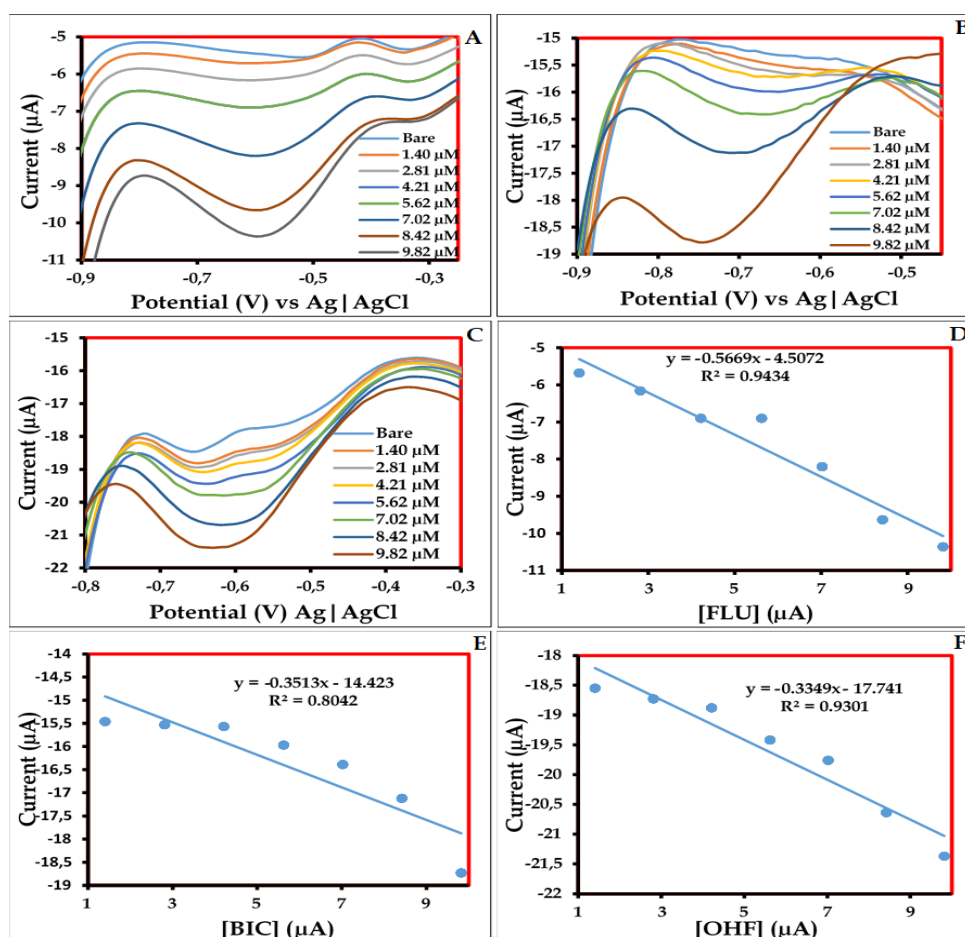 A
-5
-6
-7
-8
-9
-10
-11
Current (µA)
-0,9
-0,7
-0,5
-0,3
Potential (V) vs Ag|AgCl
Bare
1.40 µM
2.81 µM
4.21 µM
5.62 µM
7.02 µM
8.42 µM
9.82 µM
B
-15
-15,5
-16
-16,5
-17
-17,5
-18
-18,5
-19
Current (µA)
-0,9
-0,8
-0,7
-0,6
-0,5
Potential (V) vs Ag|AgCl
Bare
1.40 µM
2.81 µM
4.21 µM
5.62 µM
7.02 µM
8.42 µM
9.82 µM
C
-15
-16
-17
-18
-19
-20
-21
-22
Current (µA)
-0,8
-0,7
-0,6
-0,5
-0,4
-0,3
Potential (V) Ag|AgCl
Bare
1.40 µM
2.81 µM
4.21 µM
5.62 µM
7.02 µM
8.42 µM
9.82 µM
D
-5
-6
-7
-8
-9
-10
-11
Current (µA)
y = -0.5669x - 4.5072
R² = 0.9434
1
3
5
7
9
[FLU] (µA)
E
-14
-14,5
-15
-15,5
-16
-16,5
-17
-17,5
-18
-18,5
-19
Current (µA)
y = -0.3513x - 14.423
R² = 0.8042
1
3
5
7
9
[BIC] (µA)
F
-18
-18,5
-19
-19,5
-20
-20,5
-21
-21,5
-22
Current (µA)
y = -0.3349x - 17.741
R² = 0.9301
1
3
5
7
9
[OHF] (µA)